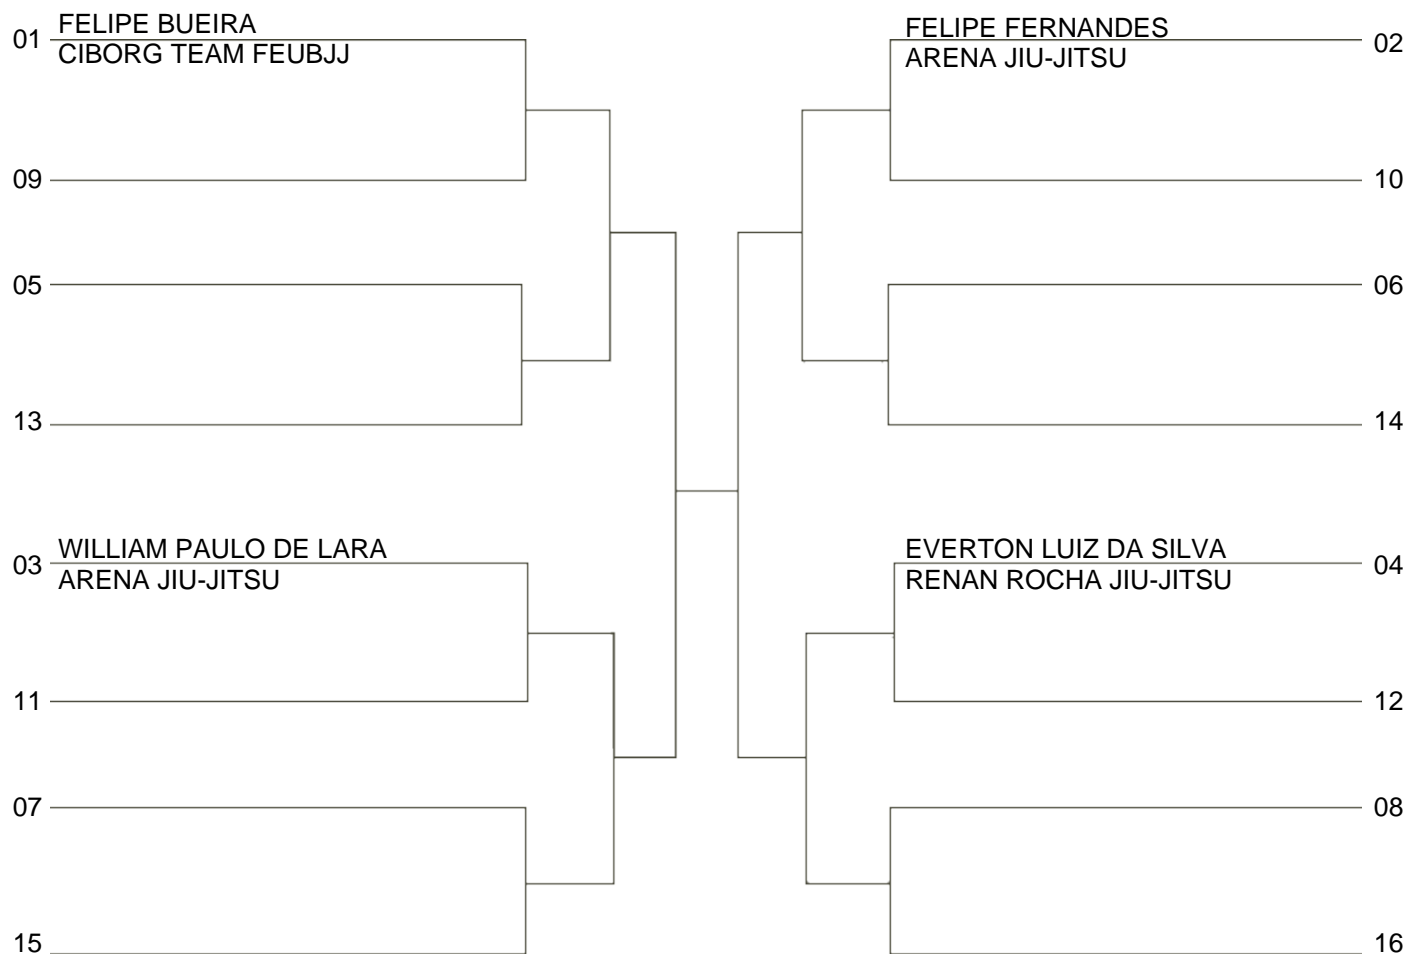 01 FELIPE BUEIRA
CIBORG TEAM FEUBJJ
09
05
13
03 WILLIAM PAULO DE LARA
ARENA JIU-JITSU
11
07
15
FELIPE FERNANDES 02
ARENA JIU-JITSU
10
06
14
EVERTON LUIZ DA SILVA 04
RENAN ROCHA JIU-JITSU
12
08
16